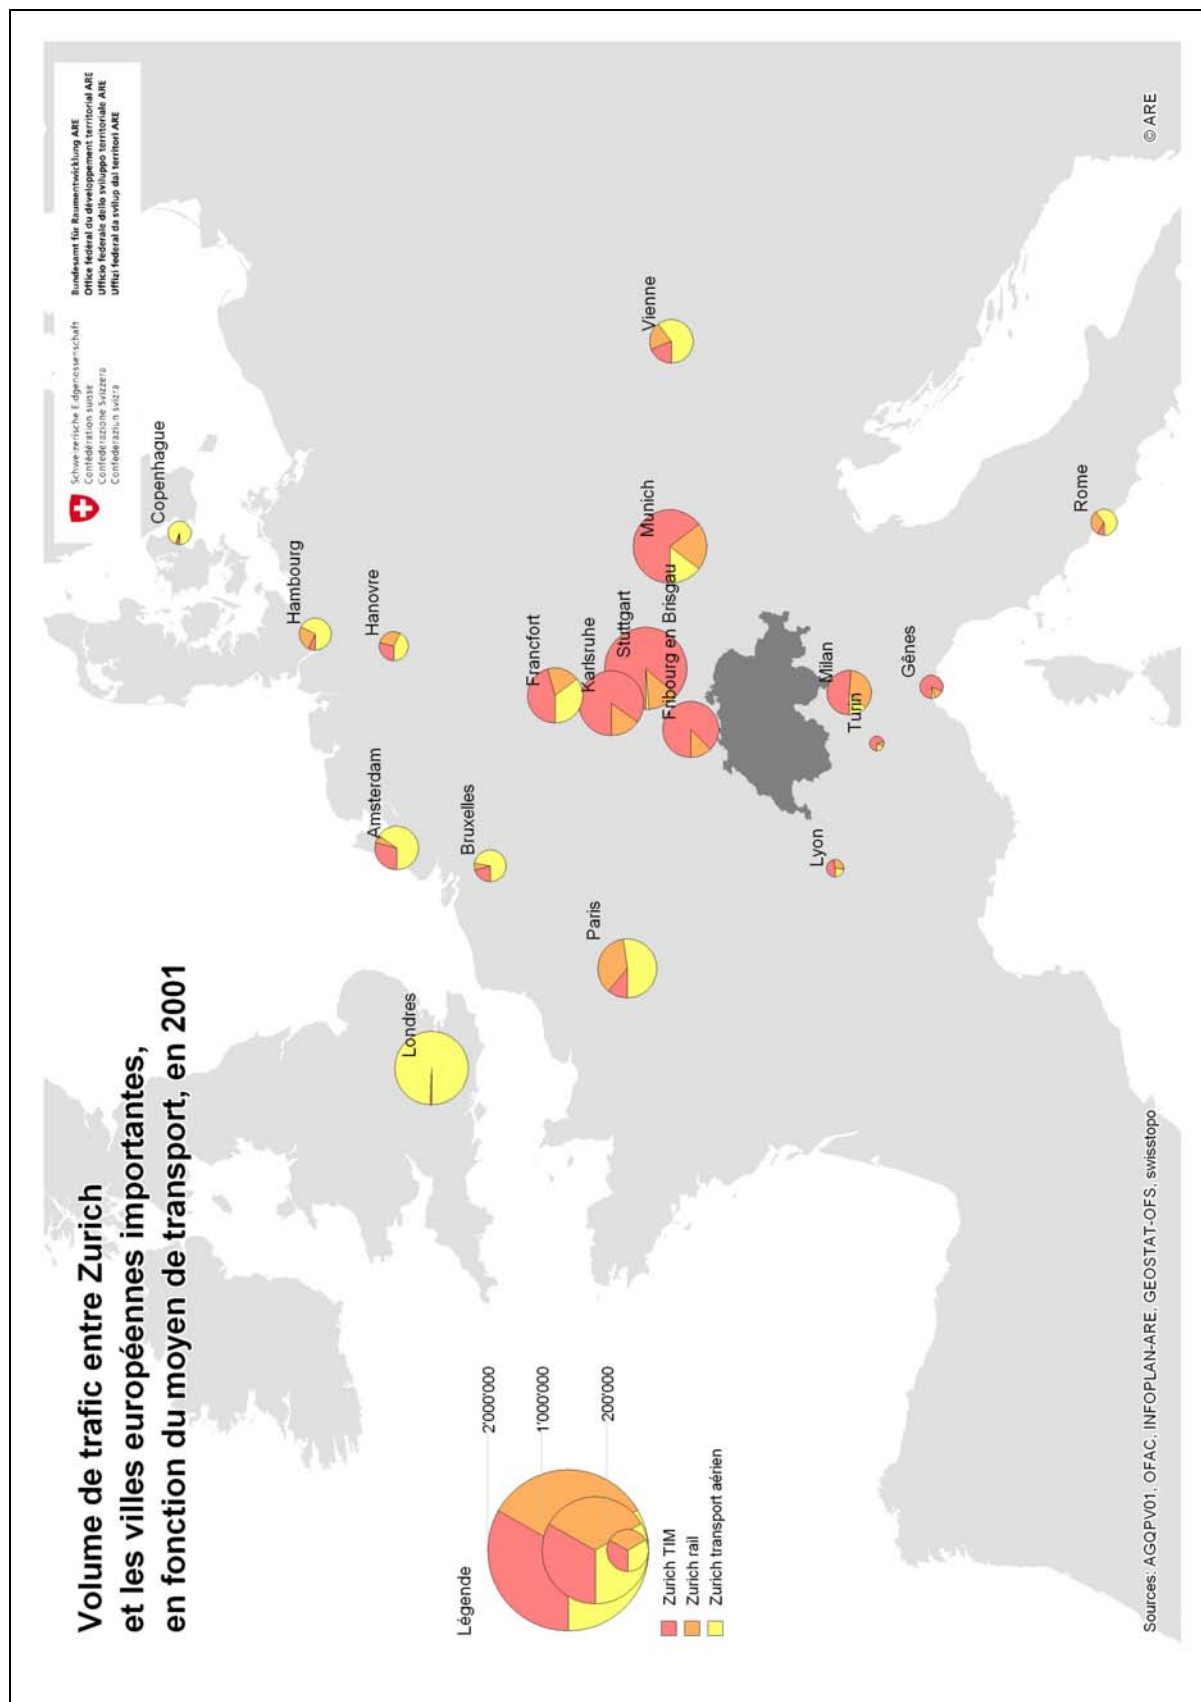 Volume de trafic entre Zurich
et les villes européennes importantes,
en fonction du moyen de transport, en 2001
Schweizerische Eidgenossenschaft
Confédération suisse
Confederazione Svizzera
Confederaziun svizra
Bundesamt für Raumentwicklung ARE
Office fédéral du développement territorial ARE
Ufficio federale dello sviluppo territoriale ARE
Uffizi federal da svilup dal territori ARE
Copenhague
Hambourg
Hanovre
Amsterdam
Londres
Bruxelles
Francfort
Karlsruhe
Stuttgart
Munich
Vienne
Paris
Fribourg en Brisgau
Lyon
Milan
Turin
Gênes
Rome
Légende
2'000'000
1'000'000
200'000
Zurich TIM
Zurich rail
Zurich transport aérien
Sources: AGQPV01, OFAC, INFOPLAN-ARE, GEOSTAT-OFS, swisstopo
© ARE